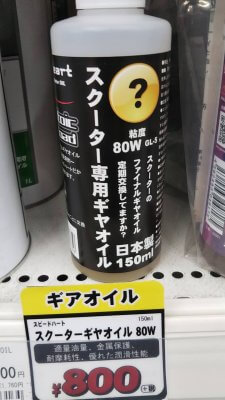 eart
?
粘度
80W GL-5
スクーター専用ギヤオイル
スクーターの
ファイナルギヤオイル
定期交換してますか?
日本製
150ml
ギアオイル
スピードハート
150ml
スクーターギヤオイル 80W
適量油量、金属保護、
耐摩耗性、優れた潤滑性能
¥800